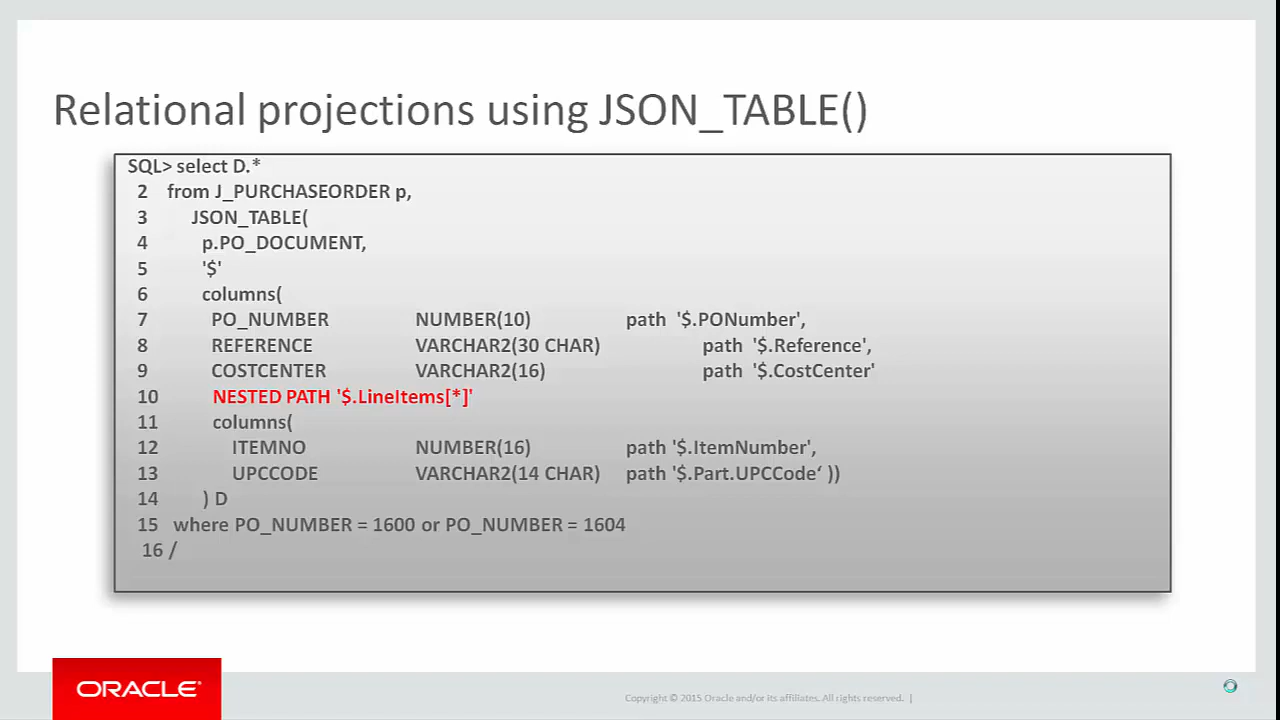 Relational projections using JSON_TABLE()
SQL> select D.*
2 from J_PURCHASEORDER p,
3 JSON_TABLE(
4 p.PO_DOCUMENT,
5 '$'
6 columns(
7 PO_NUMBER NUMBER(10) path '$.PONumber',
8 REFERENCE VARCHAR2(30 CHAR) path '$.Reference',
9 COSTCENTER VARCHAR2(16) path '$.CostCenter'
10 NESTED PATH '$.LineItems[*]'
11 columns(
12 ITEMNO NUMBER(16) path '$.ItemNumber',
13 UPCCODE VARCHAR2(14 CHAR) path '$.Part.UPCCode‘ ))
14 ) D
15 where PO_NUMBER = 1600 or PO_NUMBER = 1604
16 /
ORACLE®
Copyright © 2015 Oracle and/or its affiliates. All rights reserved. |